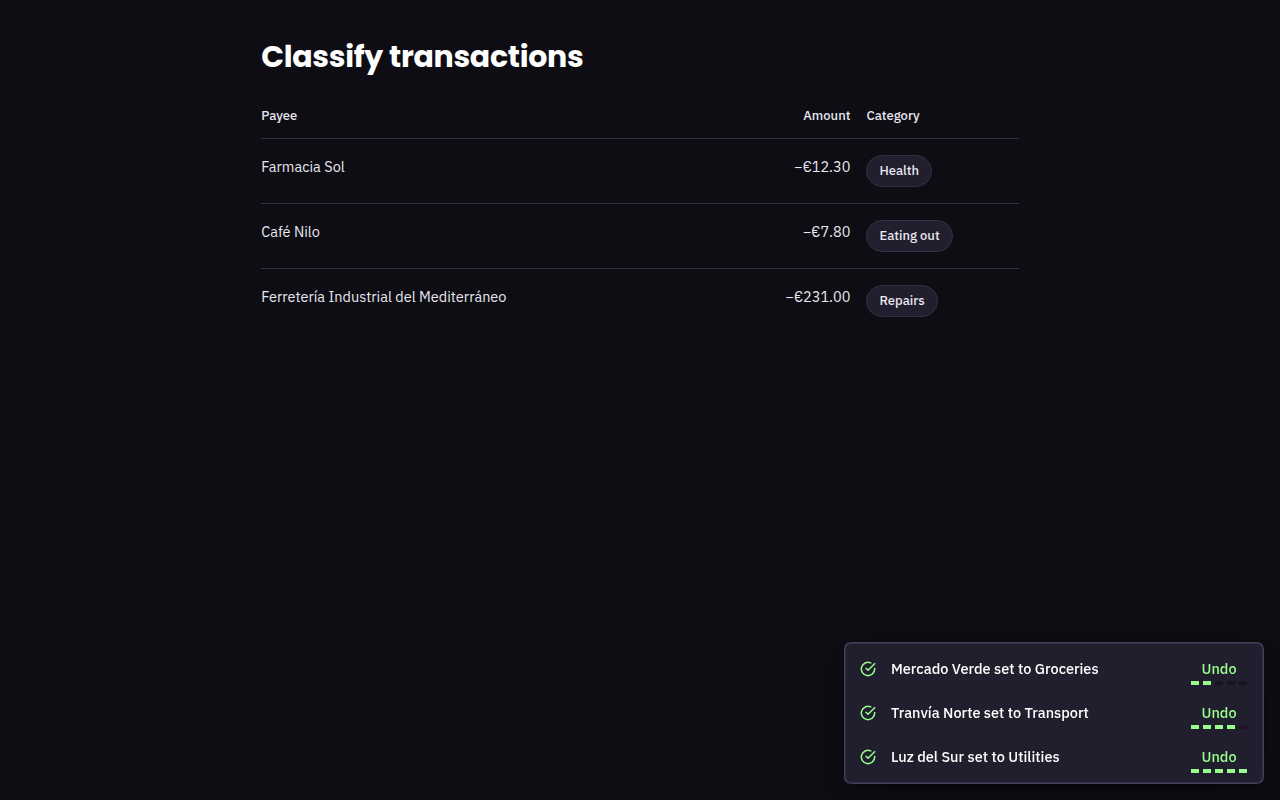 Classify transactions
Payee Amount Category
Farmacia Sol −€12.30 Health
Café Nilo −€7.80 Eating out
Ferretería Industrial del Mediterráneo −€231.00 Repairs
Mercado Verde set to Groceries Undo
Tranvía Norte set to Transport Undo
Luz del Sur set to Utilities Undo